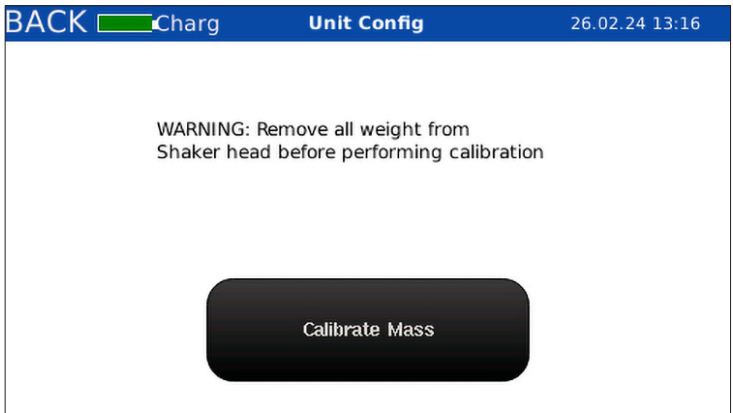 BACK Charg Unit Config 26.02.24 13:16
WARNING: Remove all weight from
Shaker head before performing calibration
Calibrate Mass